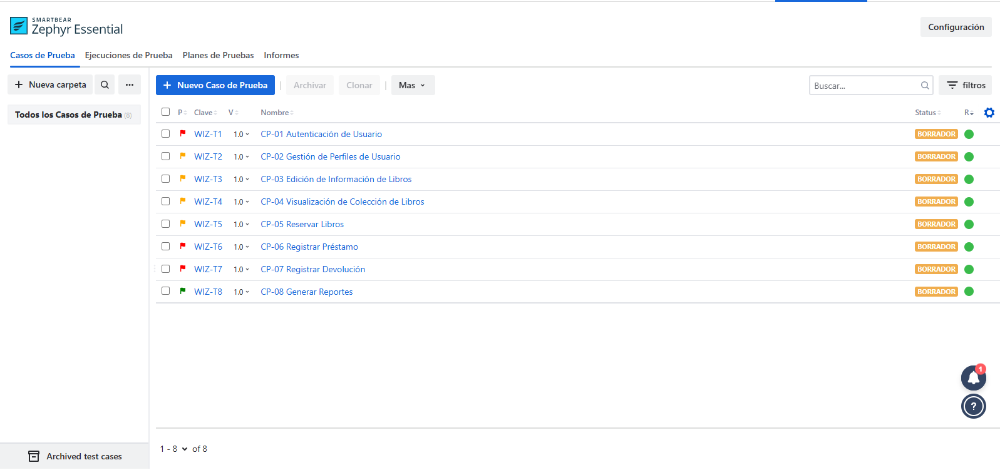 SMARTBEAR
Zephyr Essential
Configuración
Casos de Prueba Ejecuciones de Prueba Planes de Pruebas Informes
+ Nueva carpeta ...
+ Nuevo Caso de Prueba | Archivar Clonar | Mas Buscar... filtros
Todos los Casos de Prueba (8)
P Clave V Nombre Status R
WIZ-T1 1.0 CP-01 Autenticación de Usuario BORRADOR
WIZ-T2 1.0 CP-02 Gestión de Perfiles de Usuario BORRADOR
WIZ-T3 1.0 CP-03 Edición de Información de Libros BORRADOR
WIZ-T4 1.0 CP-04 Visualización de Colección de Libros BORRADOR
WIZ-T5 1.0 CP-05 Reservar Libros BORRADOR
WIZ-T6 1.0 CP-06 Registrar Préstamo BORRADOR
WIZ-T7 1.0 CP-07 Registrar Devolución BORRADOR
WIZ-T8 1.0 CP-08 Generar Reportes BORRADOR
1
?
1 - 8 of 8
Archived test cases